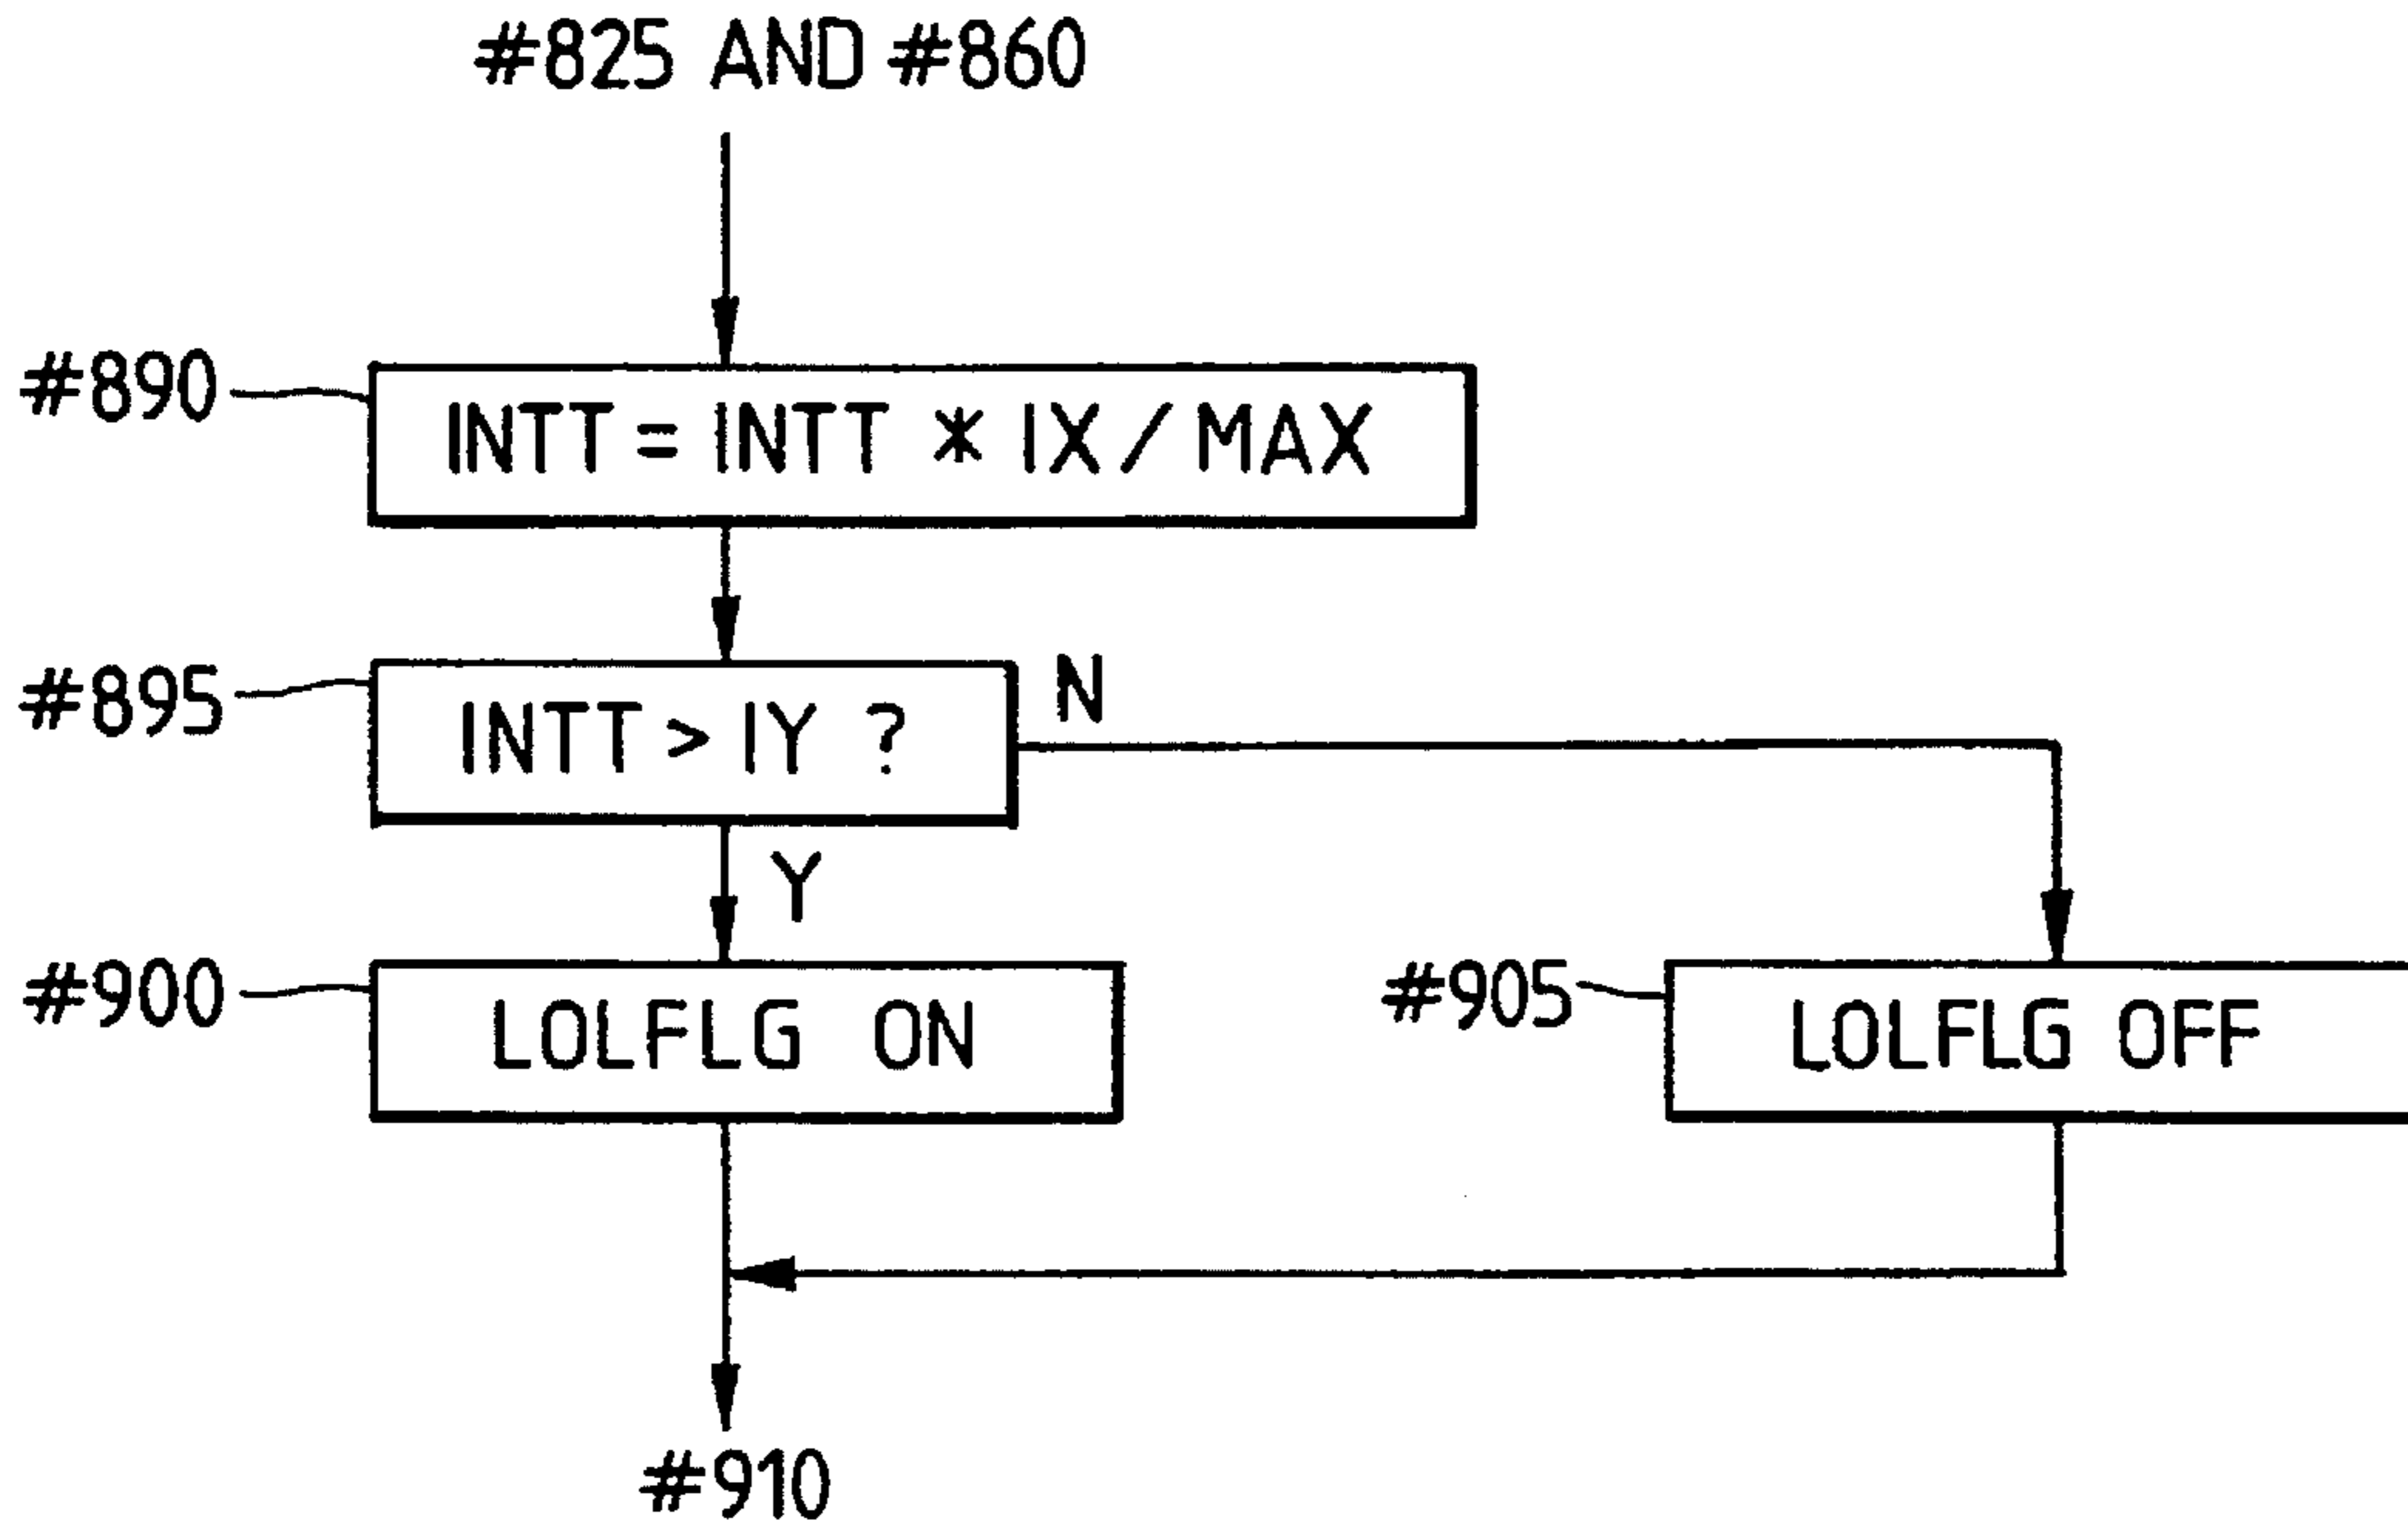 #825 AND #860
#890
INTT = INTT * IX / MAX
#895
INTT > IY ?
N
Y
#900
LOLFLG ON
#905
LOLFLG OFF
#910